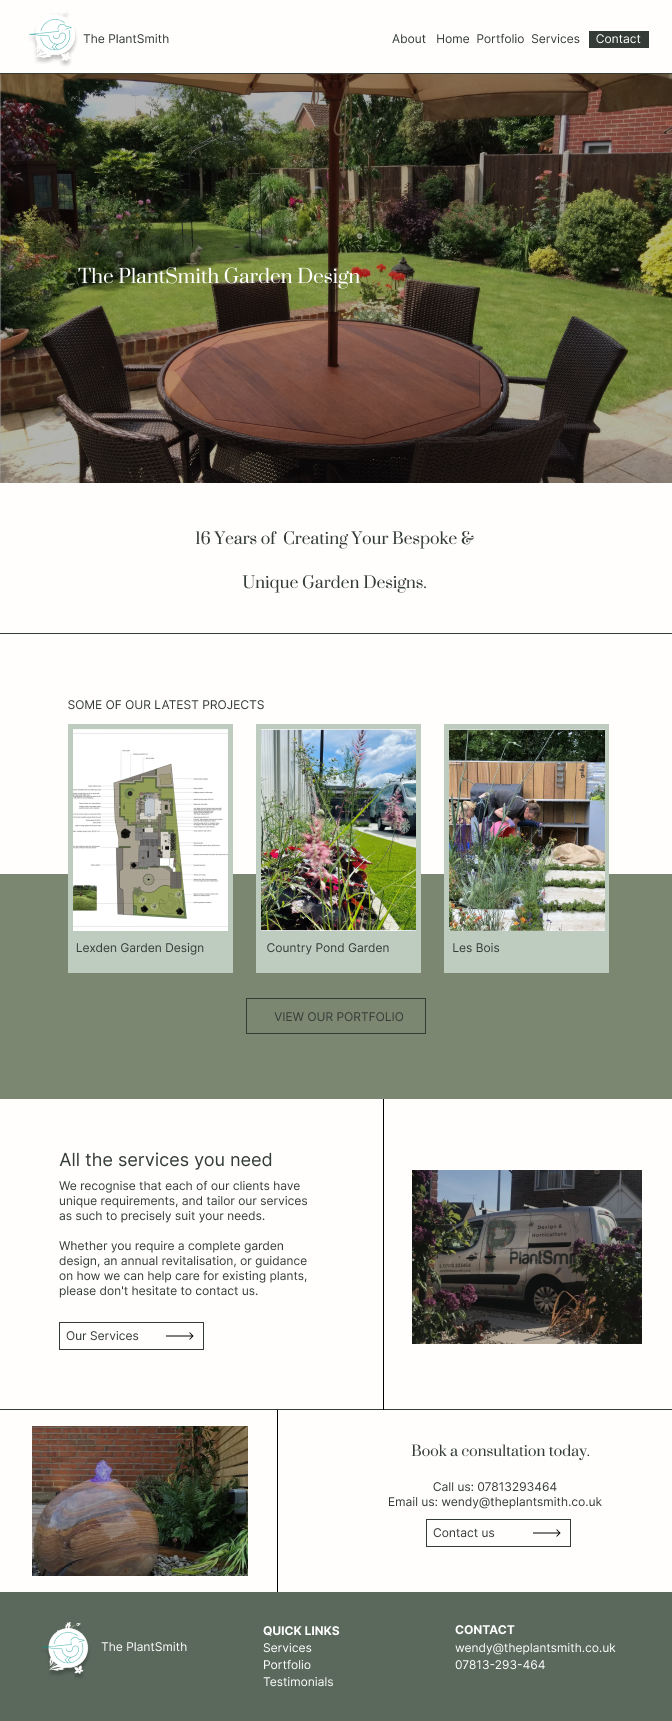 The PlantSmith
About Home Portfolio Services Contact
The PlantSmith Garden Design
16 Years of Creating Your Bespoke &
Unique Garden Designs.
SOME OF OUR LATEST PROJECTS
Lexden Garden Design
Country Pond Garden
Les Bois
VIEW OUR PORTFOLIO
All the services you need
We recognise that each of our clients have
unique requirements, and tailor our services
as such to precisely suit your needs.
Whether you require a complete garden
design, an annual revitalisation, or guidance
on how we can help care for existing plants,
please don't hesitate to contact us.
Our Services
Design &
Horticulture
P
PlantSm
Book a consultation today.
Call us: 07813293464
Email us: wendy@theplantsmith.co.uk
Contact us
The PlantSmith
QUICK LINKS
Services
Portfolio
Testimonials
CONTACT
wendy@theplantsmith.co.uk
07813-293-464